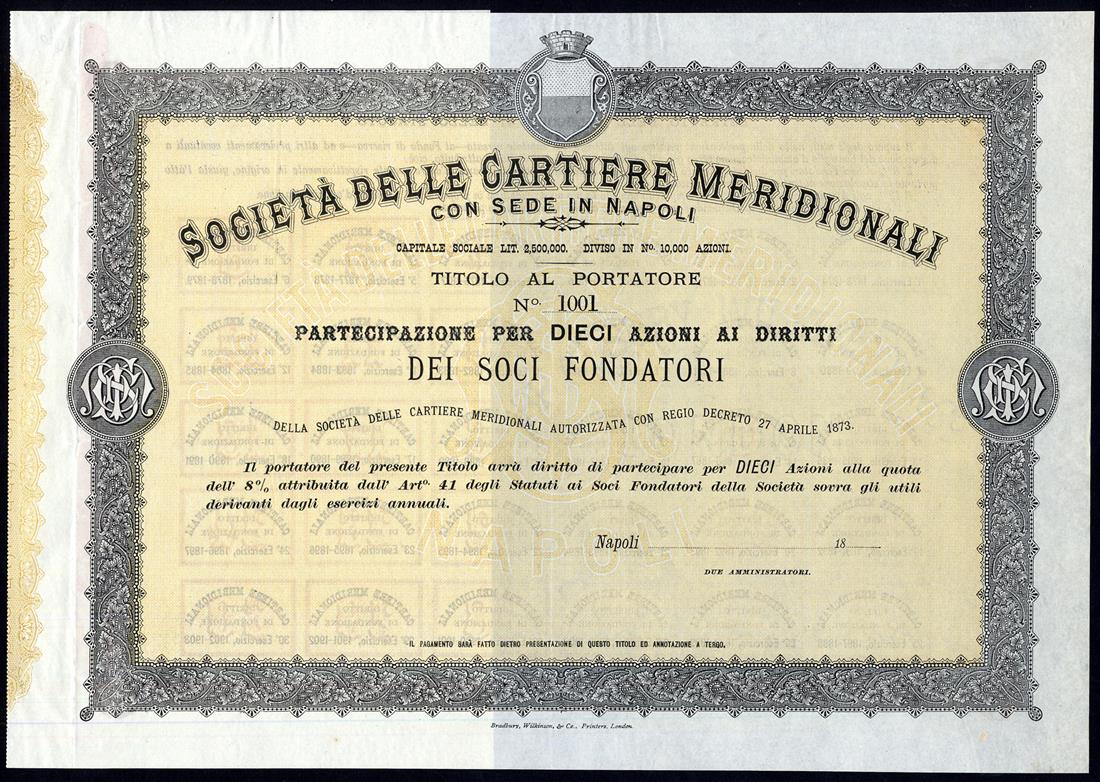 SOCIETÀ DELLE CARTIERE MERIDIONALI
CON SEDE IN NAPOLI
CAPITALE SOCIALE LIT. 2,500,000. DIVISO IN No. 10,000 AZIONI.
TITOLO AL PORTATORE
No. 1001
PARTECIPAZIONE PER DIECI AZIONI AI DIRITTI
DEI SOCI FONDATORI
DELLA SOCIETÀ DELLE CARTIERE MERIDIONALI AUTORIZZATA CON REGIO DECRETO 27 APRILE 1873.
Il portatore del presente Titolo avrà diritto di partecipare per DIECI Azioni alla quota
dell' 8% attribuita dall' Arto. 41 degli Statuti ai Soci Fondatori della Società sovra gli utili
derivanti dagli esercizi annuali.
Napoli 18
DUE AMMINISTRATORI.
NAPOLI
IL PAGAMENTO SARÀ FATTO DIETRO PRESENTAZIONE DI QUESTO TITOLO ED ANNOTAZIONE A TERGO.
Bradbury, Wilkinson, & Co., Printers, London.